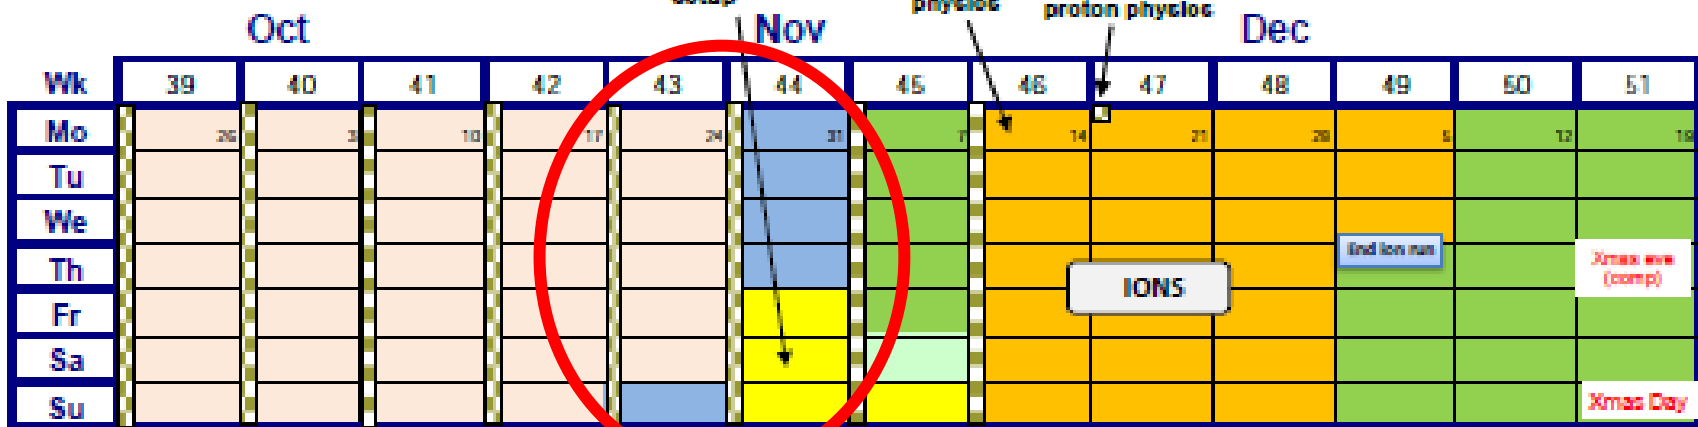 setup physics proton physics
Oct Nov Dec
Wk 39 40 41 42 43 44 45 46 47 48 49 50 51
Mo 26 3 10 17 24 31 7 14 21 28 5 12 19
Tu
We
Th End ion run Xmas eve
(comp)
IONS
Fr
Sa
Su Xmas Day